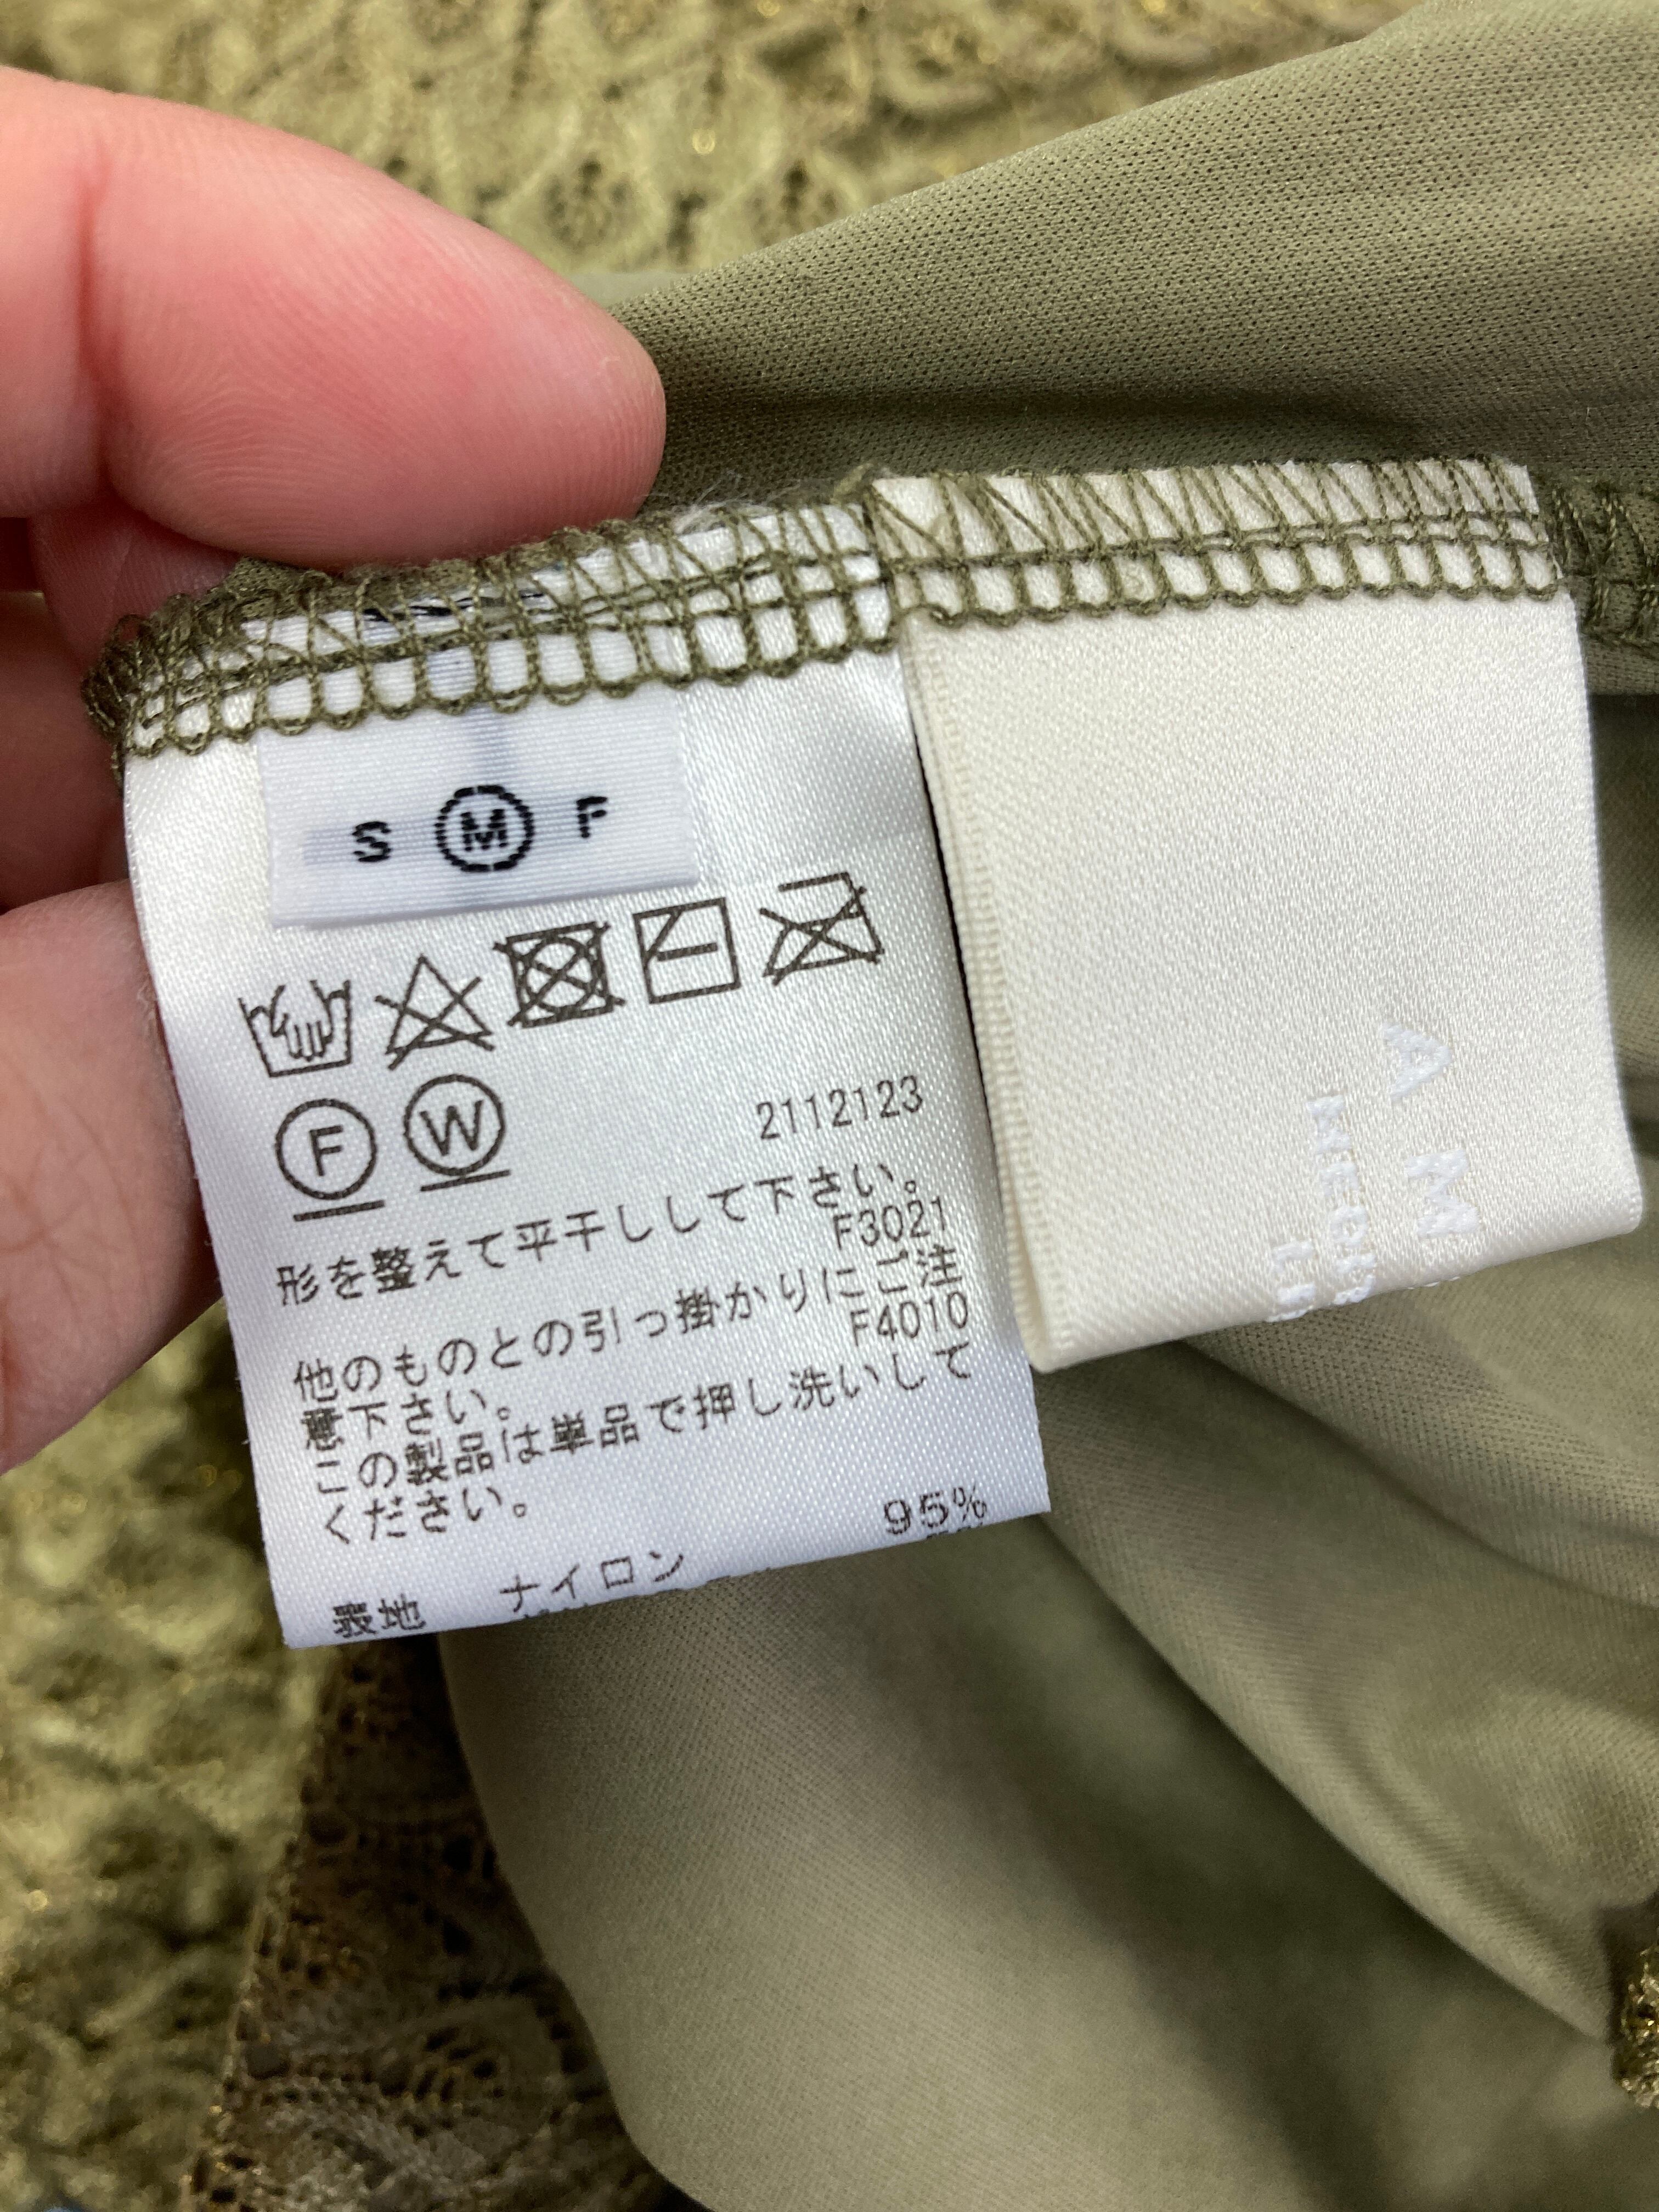 S M F
F W
2112123
形を整えて平干しして下さい。
F3021
他のものとの引っ掛かりにご注
意下さい。
F4010
この製品は単品で押し洗いして
ください。
表地 ナイロン 95%
A M
MEDI